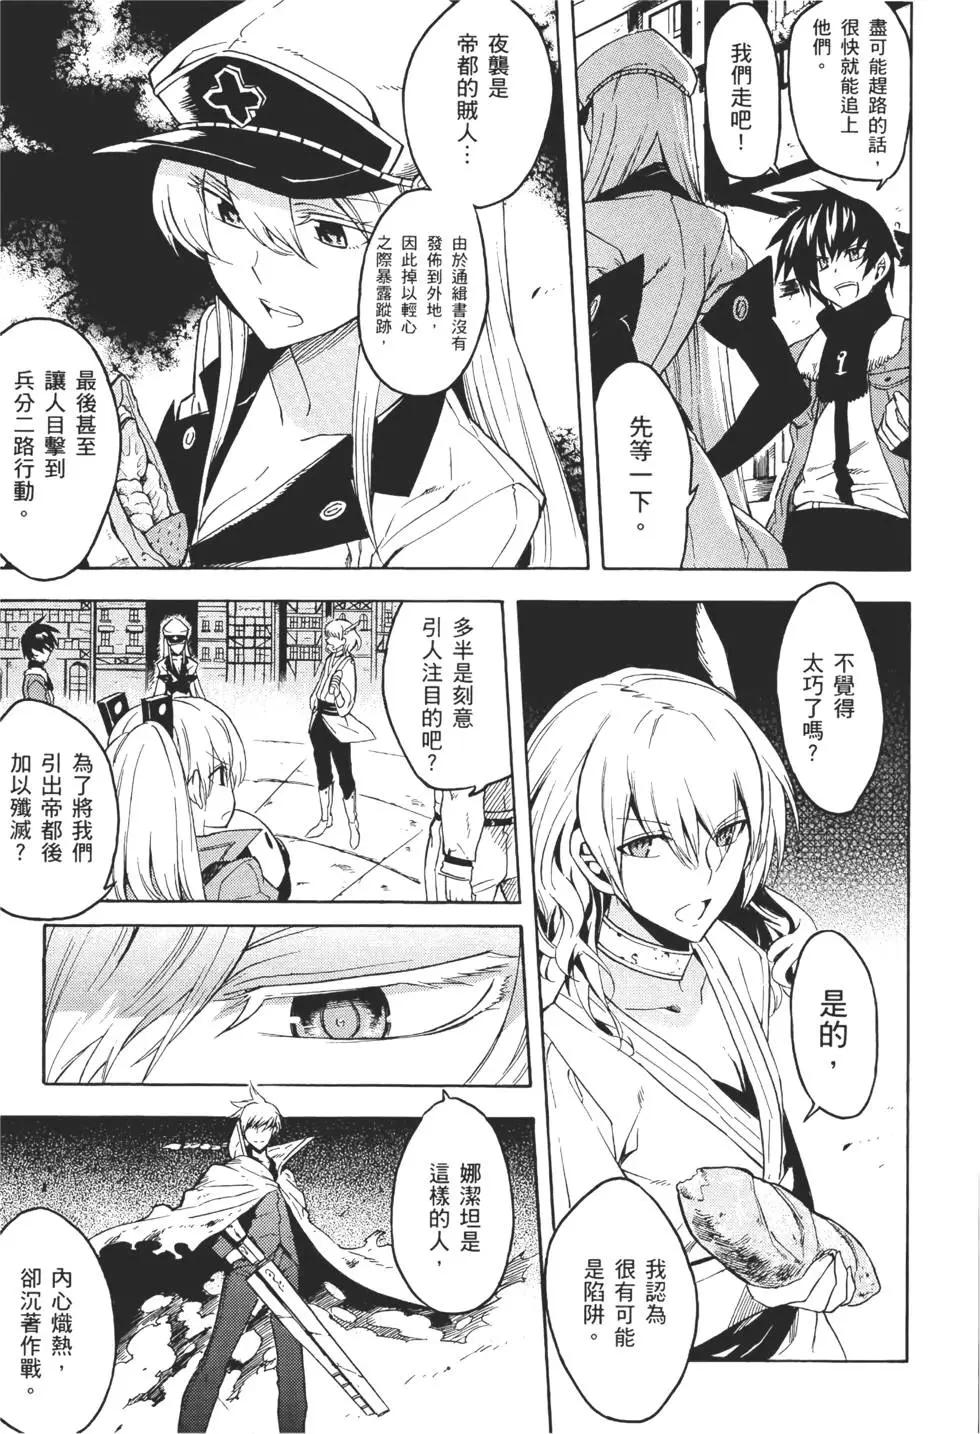 盡可能趕路的話，
很快就能追上
他們。
我們走吧！
先等一下。
夜襲是
帝都的賊人…
由於通緝書沒有
發佈到外地，
因此掉以輕心
之際暴露蹤跡，
最後甚至
讓人目擊到
兵分二路行動。
不覺得
太巧了嗎？
是的，
我認為
很有可能
是陷阱。
多半是刻意
引人注目的吧？
為了將我們
引出帝都後
加以殲滅？
娜潔坦是
這樣的人，
內心熾熱，
卻沉著作戰。